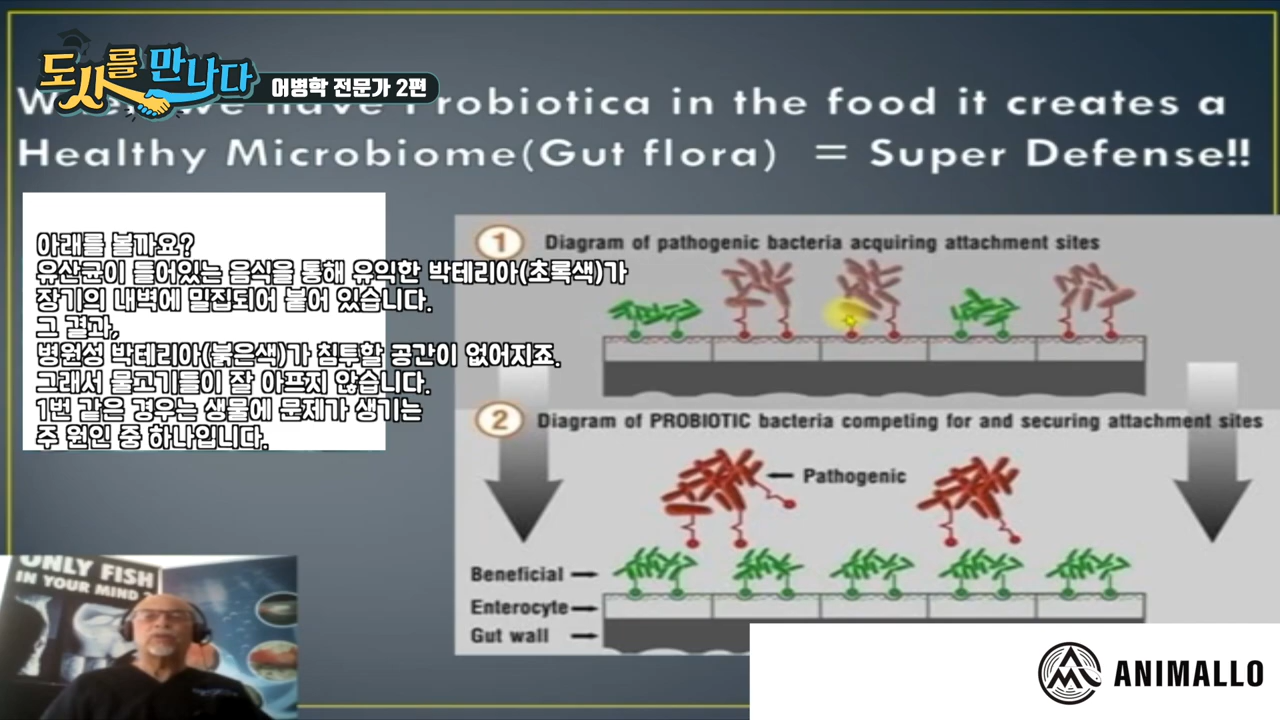 도사를 만나다
어병학 전문가 2편
we have Probiotica in the food it creates a
Healthy Microbiome(Gut flora) = Super Defense!!
아래를 볼까요?
유산균이 들어있는 음식을 통해 유익한 박테리아(초록색)가
장기의 내벽에 밀집되어 붙어 있습니다.
그 결과,
병원성 박테리아(붉은색)가 침투할 공간이 없어지죠.
그래서 물고기들이 잘 아프지 않습니다.
1번 같은 경우는 생물에 문제가 생기는
주 원인 중 하나입니다.
1 Diagram of pathogenic bacteria acquiring attachment sites
2 Diagram of PROBIOTIC bacteria competing for and securing attachment sites
Pathogenic
Beneficial
Enterocyte
Gut wall
ONLY FISH
IN YOUR MIND ?
ANIMALLO